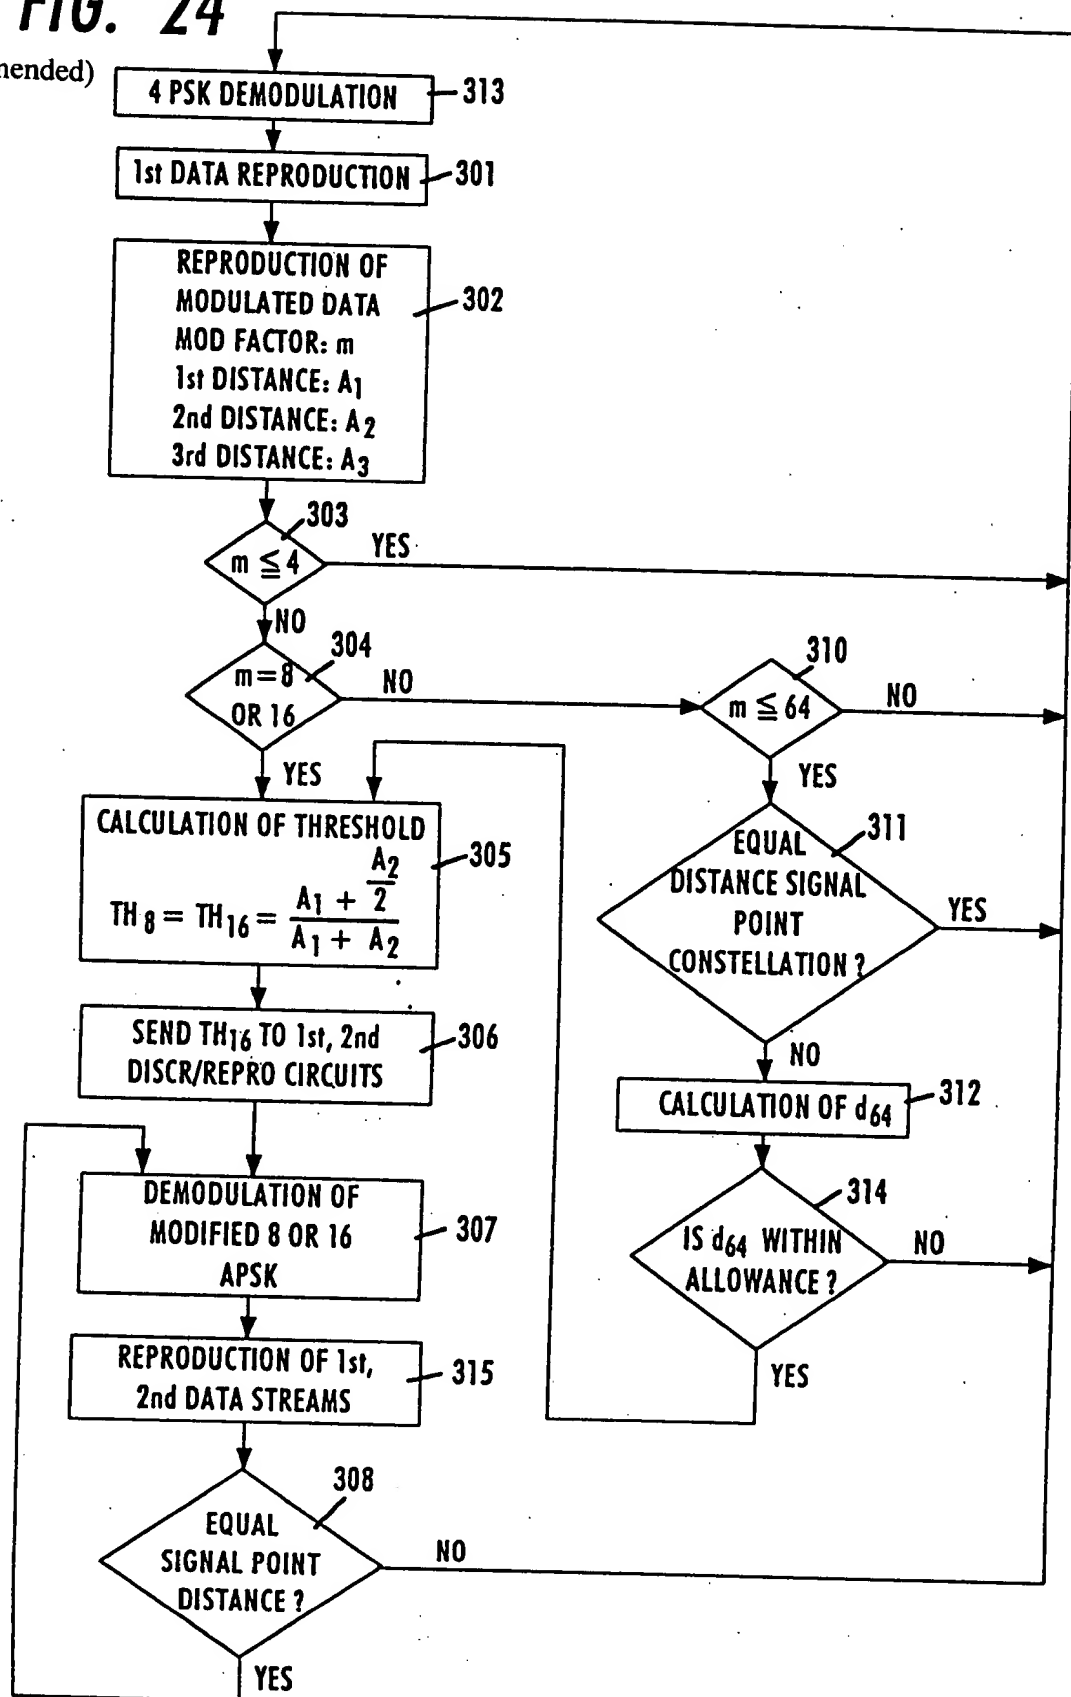 FIG. 24
nended)
4 PSK DEMODULATION
313
1st DATA REPRODUCTION
301
REPRODUCTION OF
MODULATED DATA
MOD FACTOR: m
1st DISTANCE: A1
2nd DISTANCE: A2
3rd DISTANCE: A3
302
303
m ≦ 4
YES
NO
304
m=8
OR 16
NO
310
m ≦ 64
NO
YES
YES
CALCULATION OF THRESHOLD
TH8 = TH16 = (A1 + A2/2) / (A1 + A2)
305
311
EQUAL
DISTANCE SIGNAL
POINT
CONSTELLATION ?
YES
NO
SEND TH16 TO 1st, 2nd
DISCR/REPRO CIRCUITS
306
CALCULATION OF d64
312
DEMODULATION OF
MODIFIED 8 OR 16
APSK
307
314
IS d64 WITHIN
ALLOWANCE ?
NO
YES
REPRODUCTION OF 1st,
2nd DATA STREAMS
315
308
EQUAL
SIGNAL POINT
DISTANCE ?
NO
YES